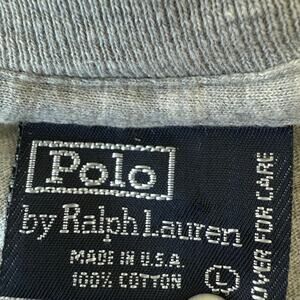 Polo
by Ralph Lauren
MADE IN U.S.A.
100% COTTON
L
OVER FOR CARE